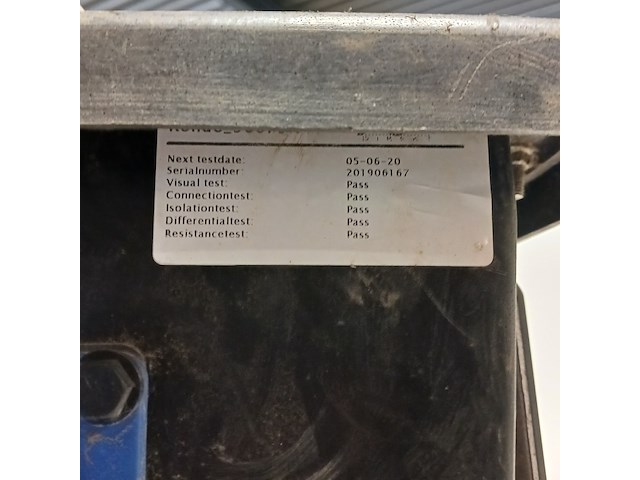 Next testdate: 05-06-20
Serialnumber: 201906167
Visual test: Pass
Connectiontest: Pass
Isolationtest: Pass
Differentialtest: Pass
Resistancetest: Pass